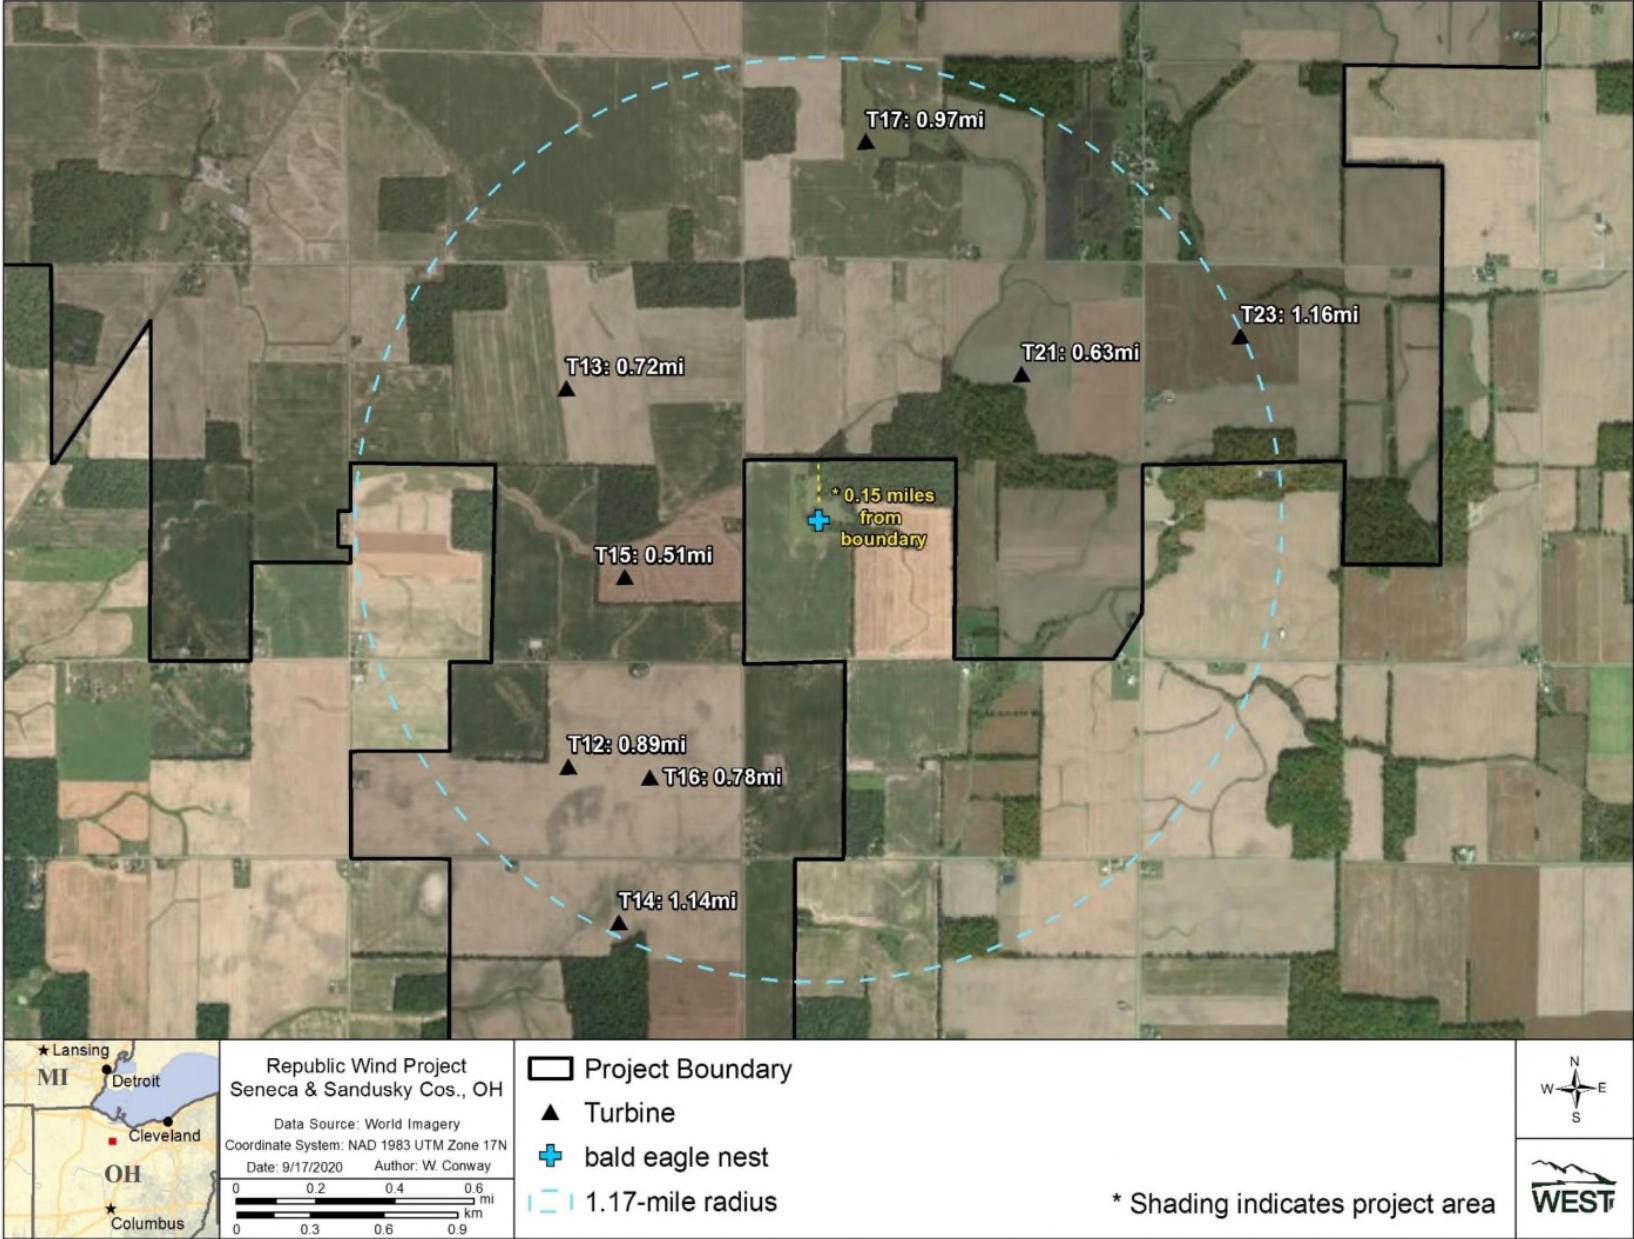 T17: 0.97mi
T23: 1.16mi
T21: 0.63mi
T13: 0.72mi
* 0.15 miles
from
boundary
T15: 0.51mi
T12: 0.89mi
T16: 0.78mi
T14: 1.14mi
Lansing
MI
Detroit
Cleveland
OH
Columbus
Republic Wind Project
Seneca & Sandusky Cos., OH
Data Source: World Imagery
Coordinate System: NAD 1983 UTM Zone 17N
Date: 9/17/2020 Author: W. Conway
0 0.2 0.4 0.6
mi
km
0 0.3 0.6 0.9
Project Boundary
Turbine
bald eagle nest
1.17-mile radius
* Shading indicates project area
N
W E
S
WEST